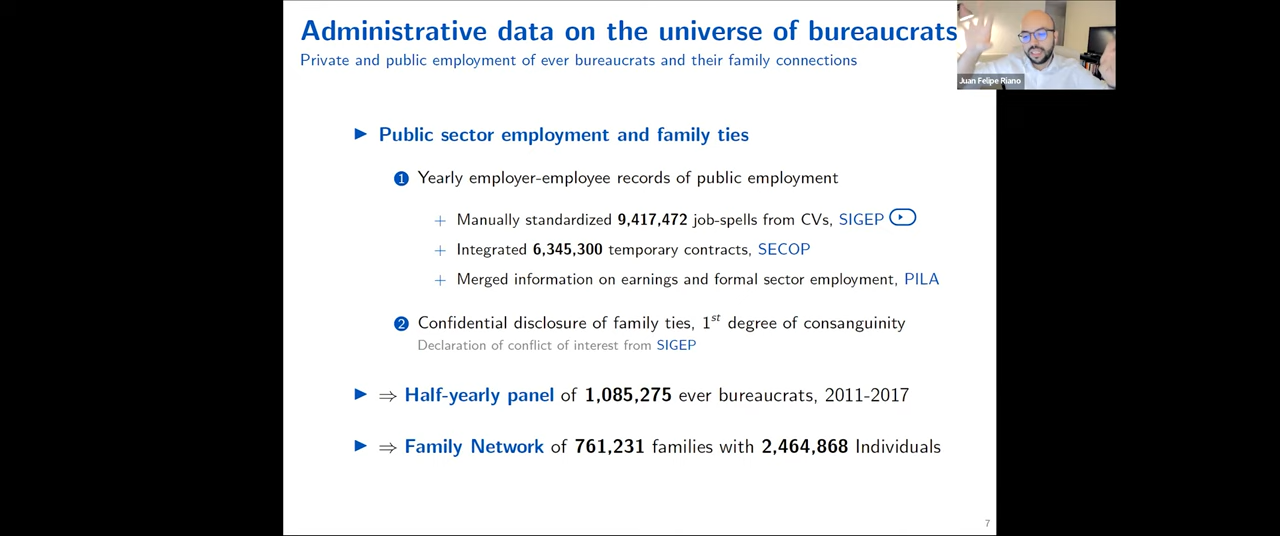 Administrative data on the universe of bureaucrats
Private and public employment of ever bureaucrats and their family connections
Juan Felipe Riano
▶ Public sector employment and family ties
1 Yearly employer-employee records of public employment
+ Manually standardized 9,417,472 job-spells from CVs, SIGEP
+ Integrated 6,345,300 temporary contracts, SECOP
+ Merged information on earnings and formal sector employment, PILA
2 Confidential disclosure of family ties, 1st degree of consanguinity
Declaration of conflict of interest from SIGEP
▶ ⇒ Half-yearly panel of 1,085,275 ever bureaucrats, 2011-2017
▶ ⇒ Family Network of 761,231 families with 2,464,868 Individuals
7